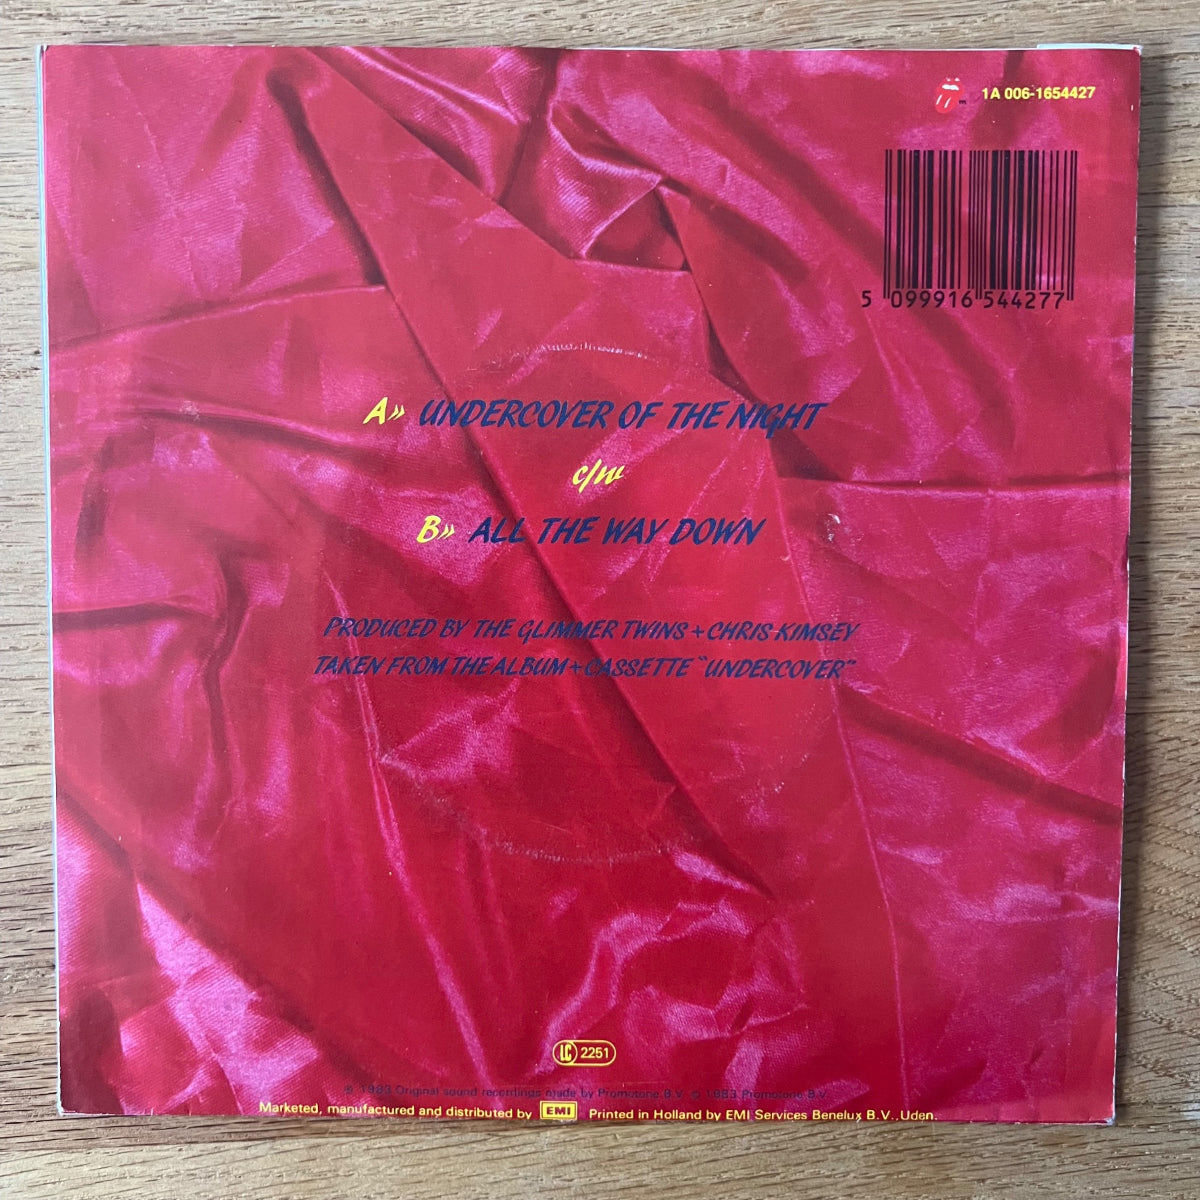 1A 006-1654427
5 099916 544277
A» UNDERCOVER OF THE NIGHT
c/w
B» ALL THE WAY DOWN
PRODUCED BY THE GLIMMER TWINS + CHRIS KIMSEY
TAKEN FROM THE ALBUM + CASSETTE "UNDERCOVER"
LC 2251
℗ 1983 Original sound recordings made by Promotone B.V. © 1983 Promotone B.V.
Marketed, manufactured and distributed by EMI Printed in Holland by EMI Services Benelux B.V., Uden.